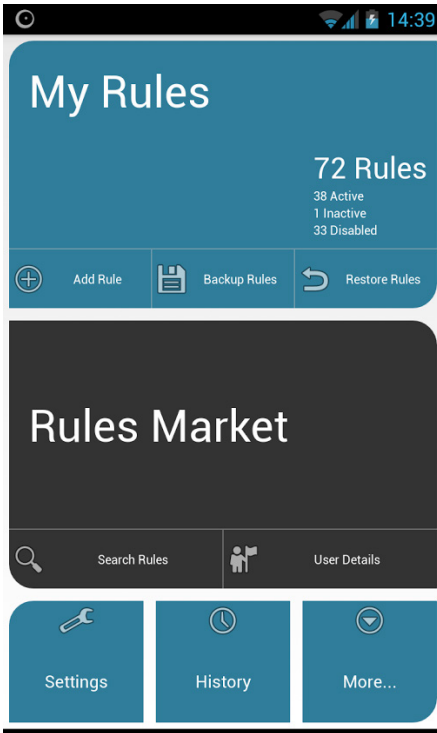 14:39
My Rules
72 Rules
38 Active
1 Inactive
33 Disabled
Add Rule
Backup Rules
Restore Rules
Rules Market
Search Rules
User Details
Settings
History
More...